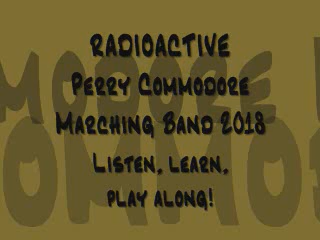 RADIOACTIVE
PERRY COMMODORE
MARCHING BAND 2018
LISTEN, LEARN,
PLAY ALONG!